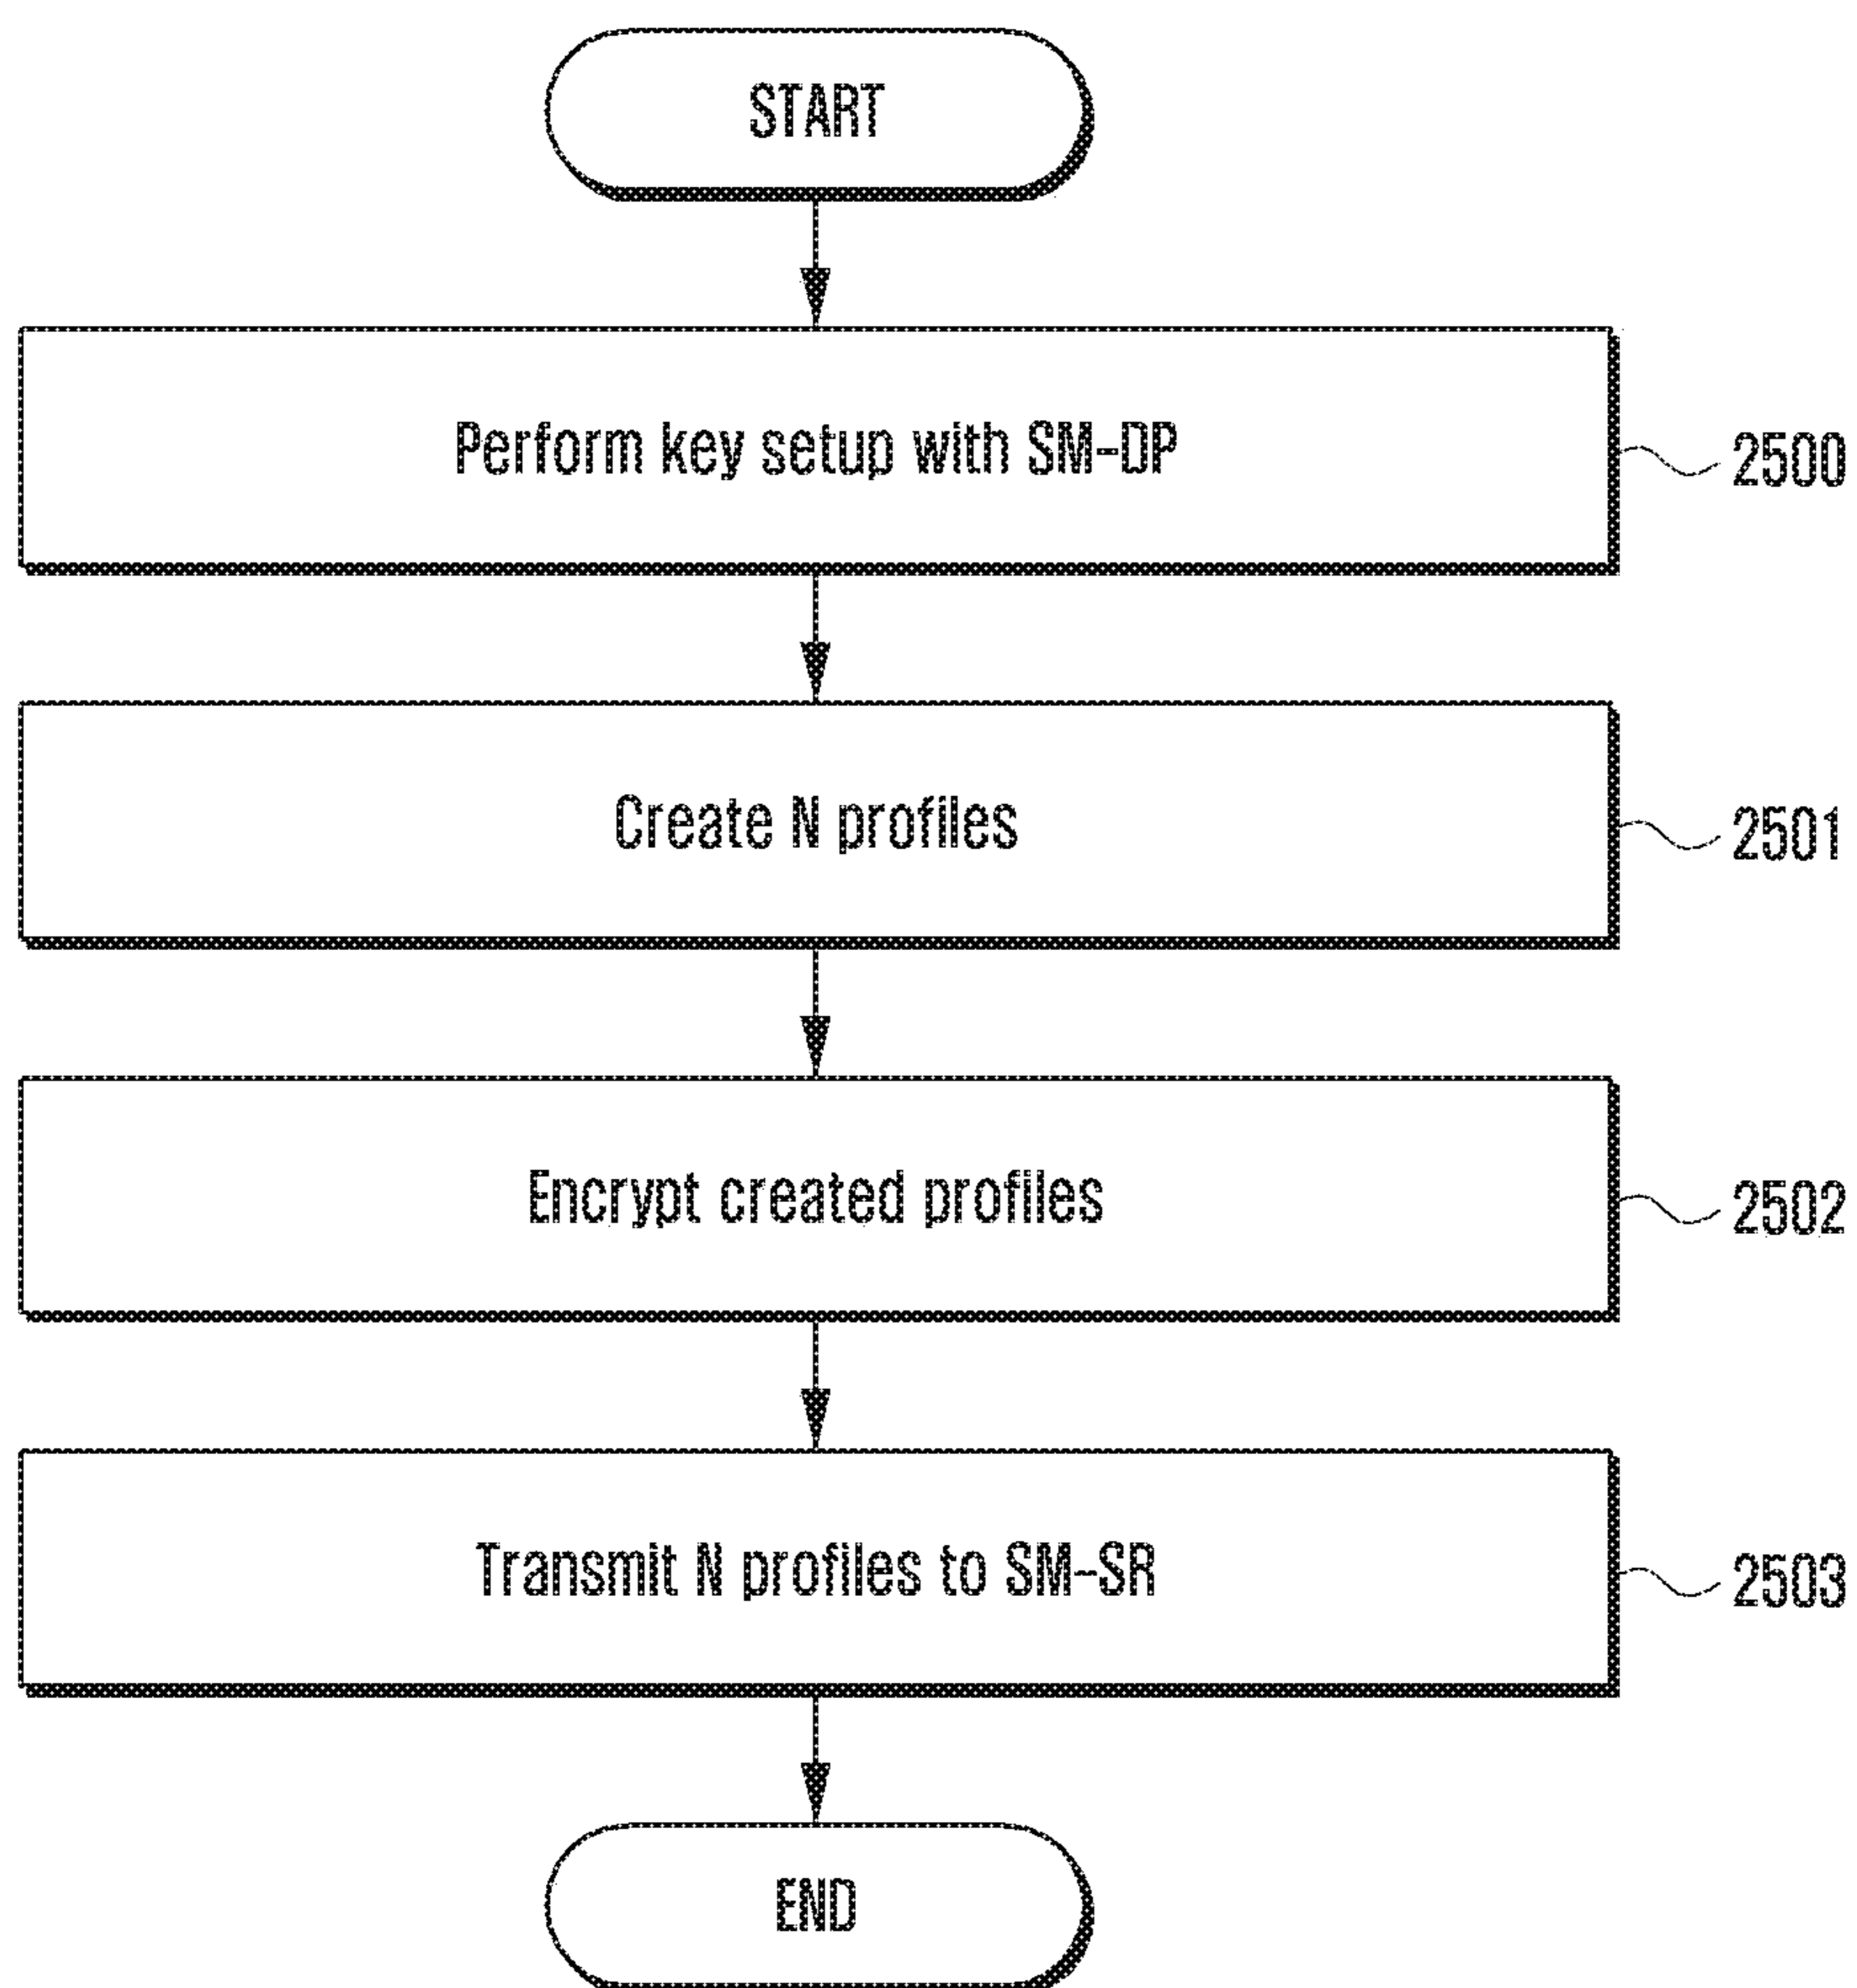 START
Perform key setup with SM-DP
2500
Create N profiles
2501
Encrypt created profiles
2502
Transmit N profiles to SM-SR
2503
END